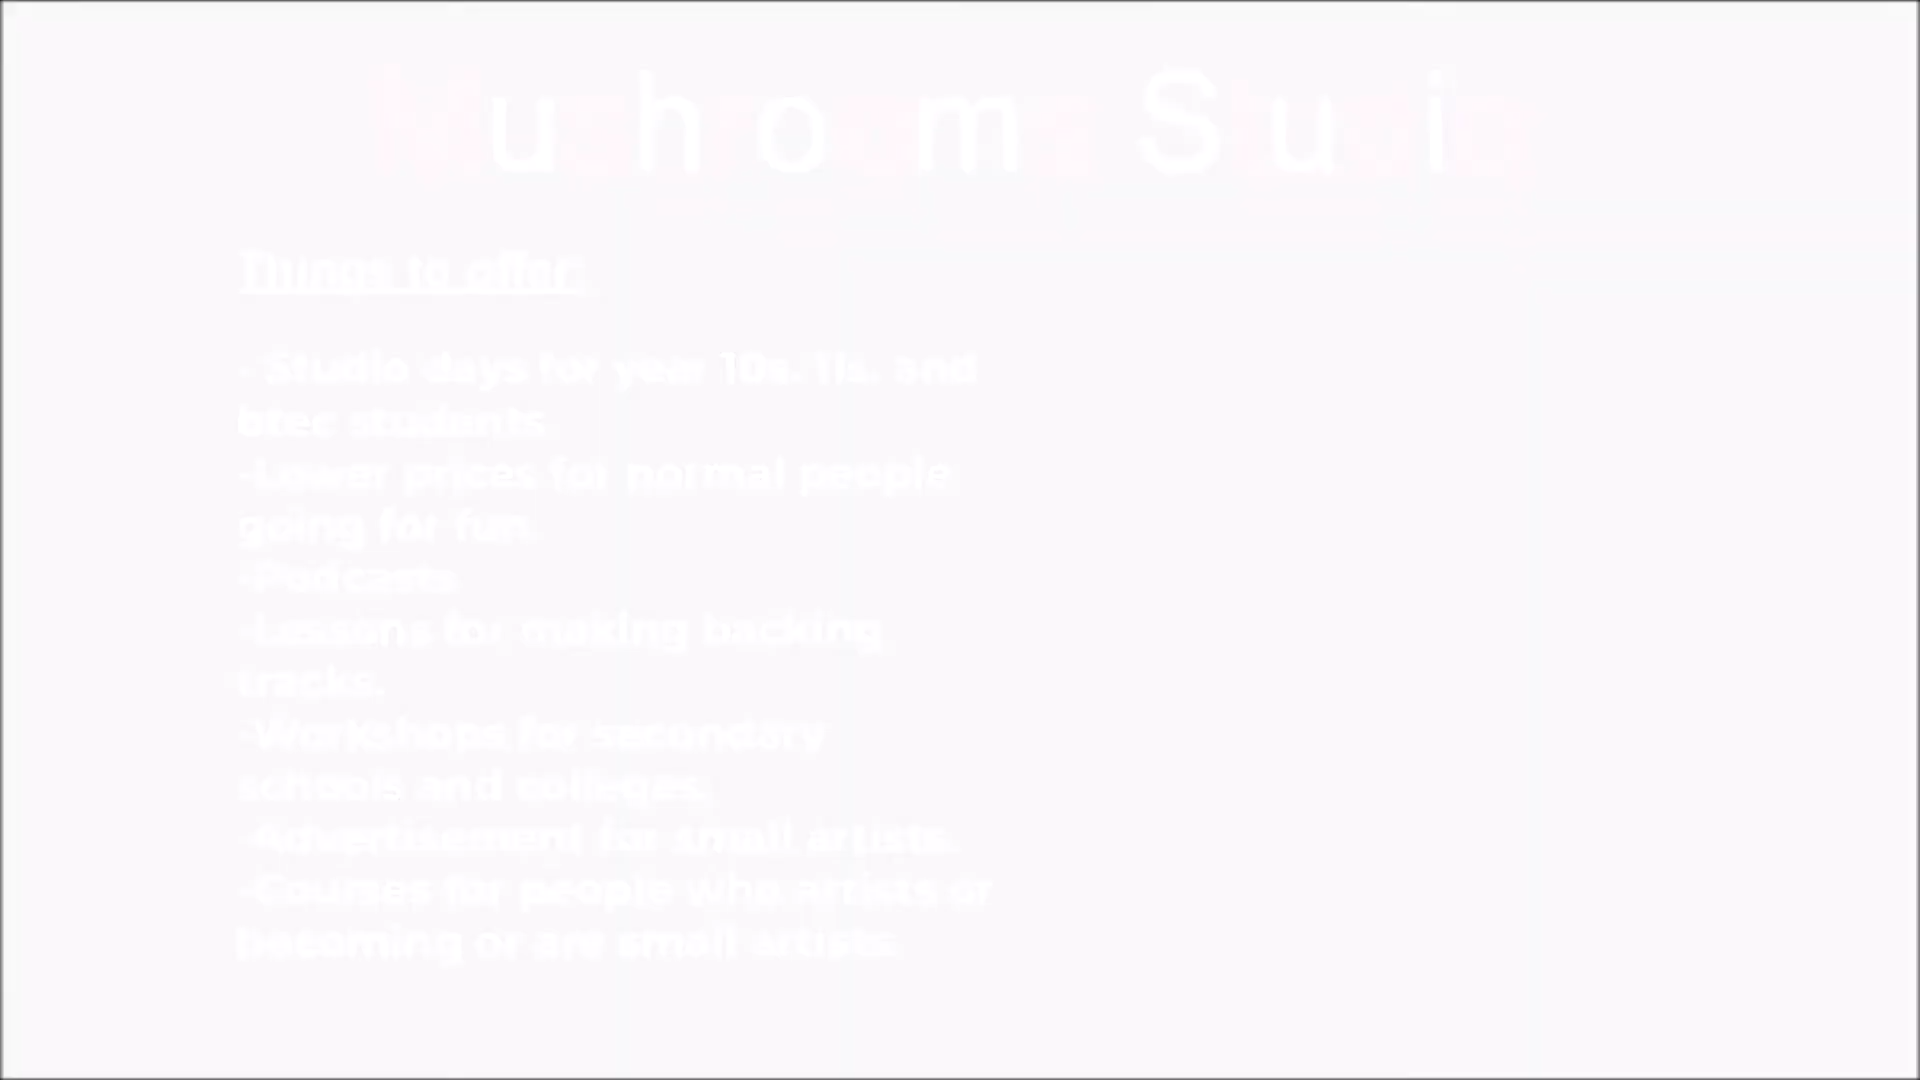 Mushrooms Studio
Things to offer:
- Studio days for year 10s, 11s, and
btec students.
-Lower prices for normal people
going for fun.
-Podcasts
-Lessons for making backing
tracks.
-Workshops for secondary
schools and colleges.
-Advertisement for small artists.
-Courses for people who artists or
becoming or are small artists.